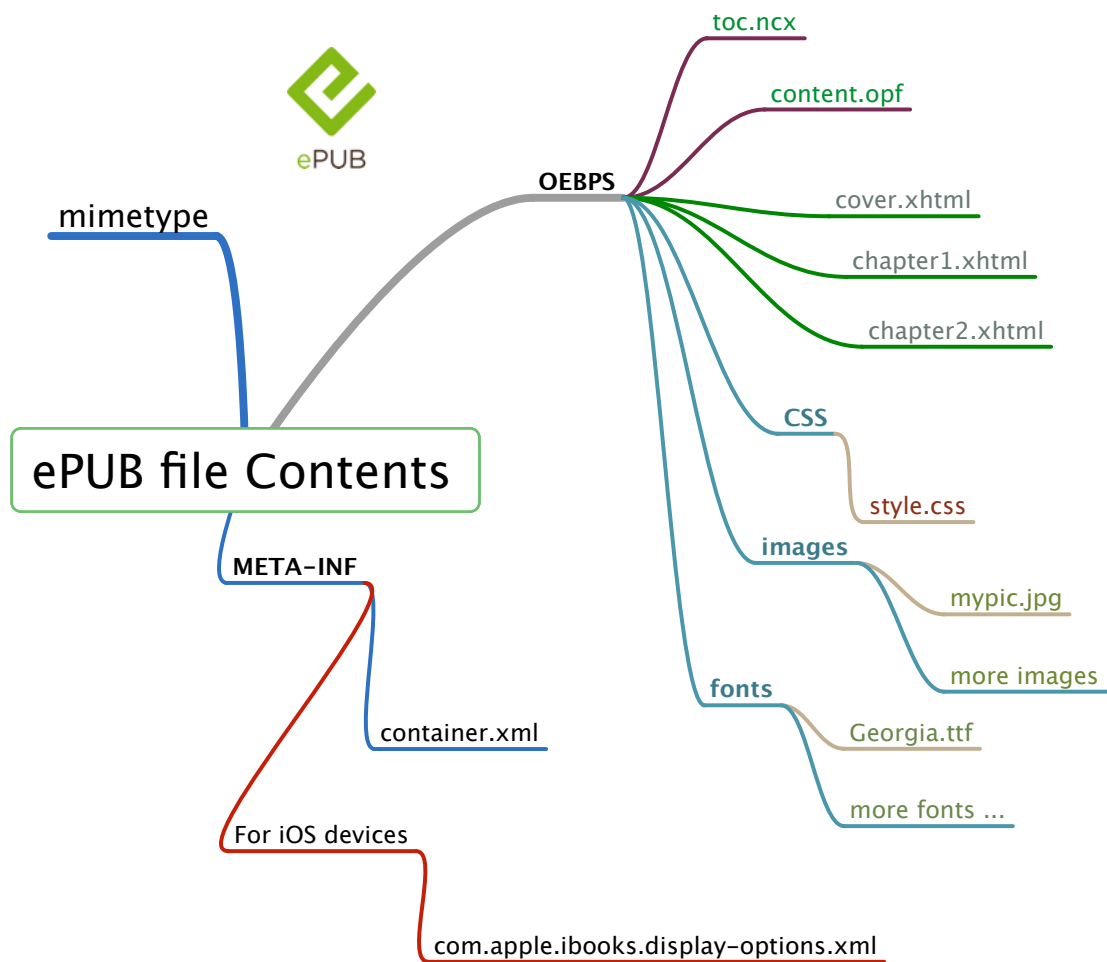 toc.ncx
content.opf
ePUB
OEBPS
cover.xhtml
mimetype
chapter1.xhtml
chapter2.xhtml
CSS
ePUB file Contents
style.css
images
META-INF
mypic.jpg
more images
fonts
container.xml
Georgia.ttf
more fonts ...
For iOS devices
com.apple.ibooks.display-options.xml